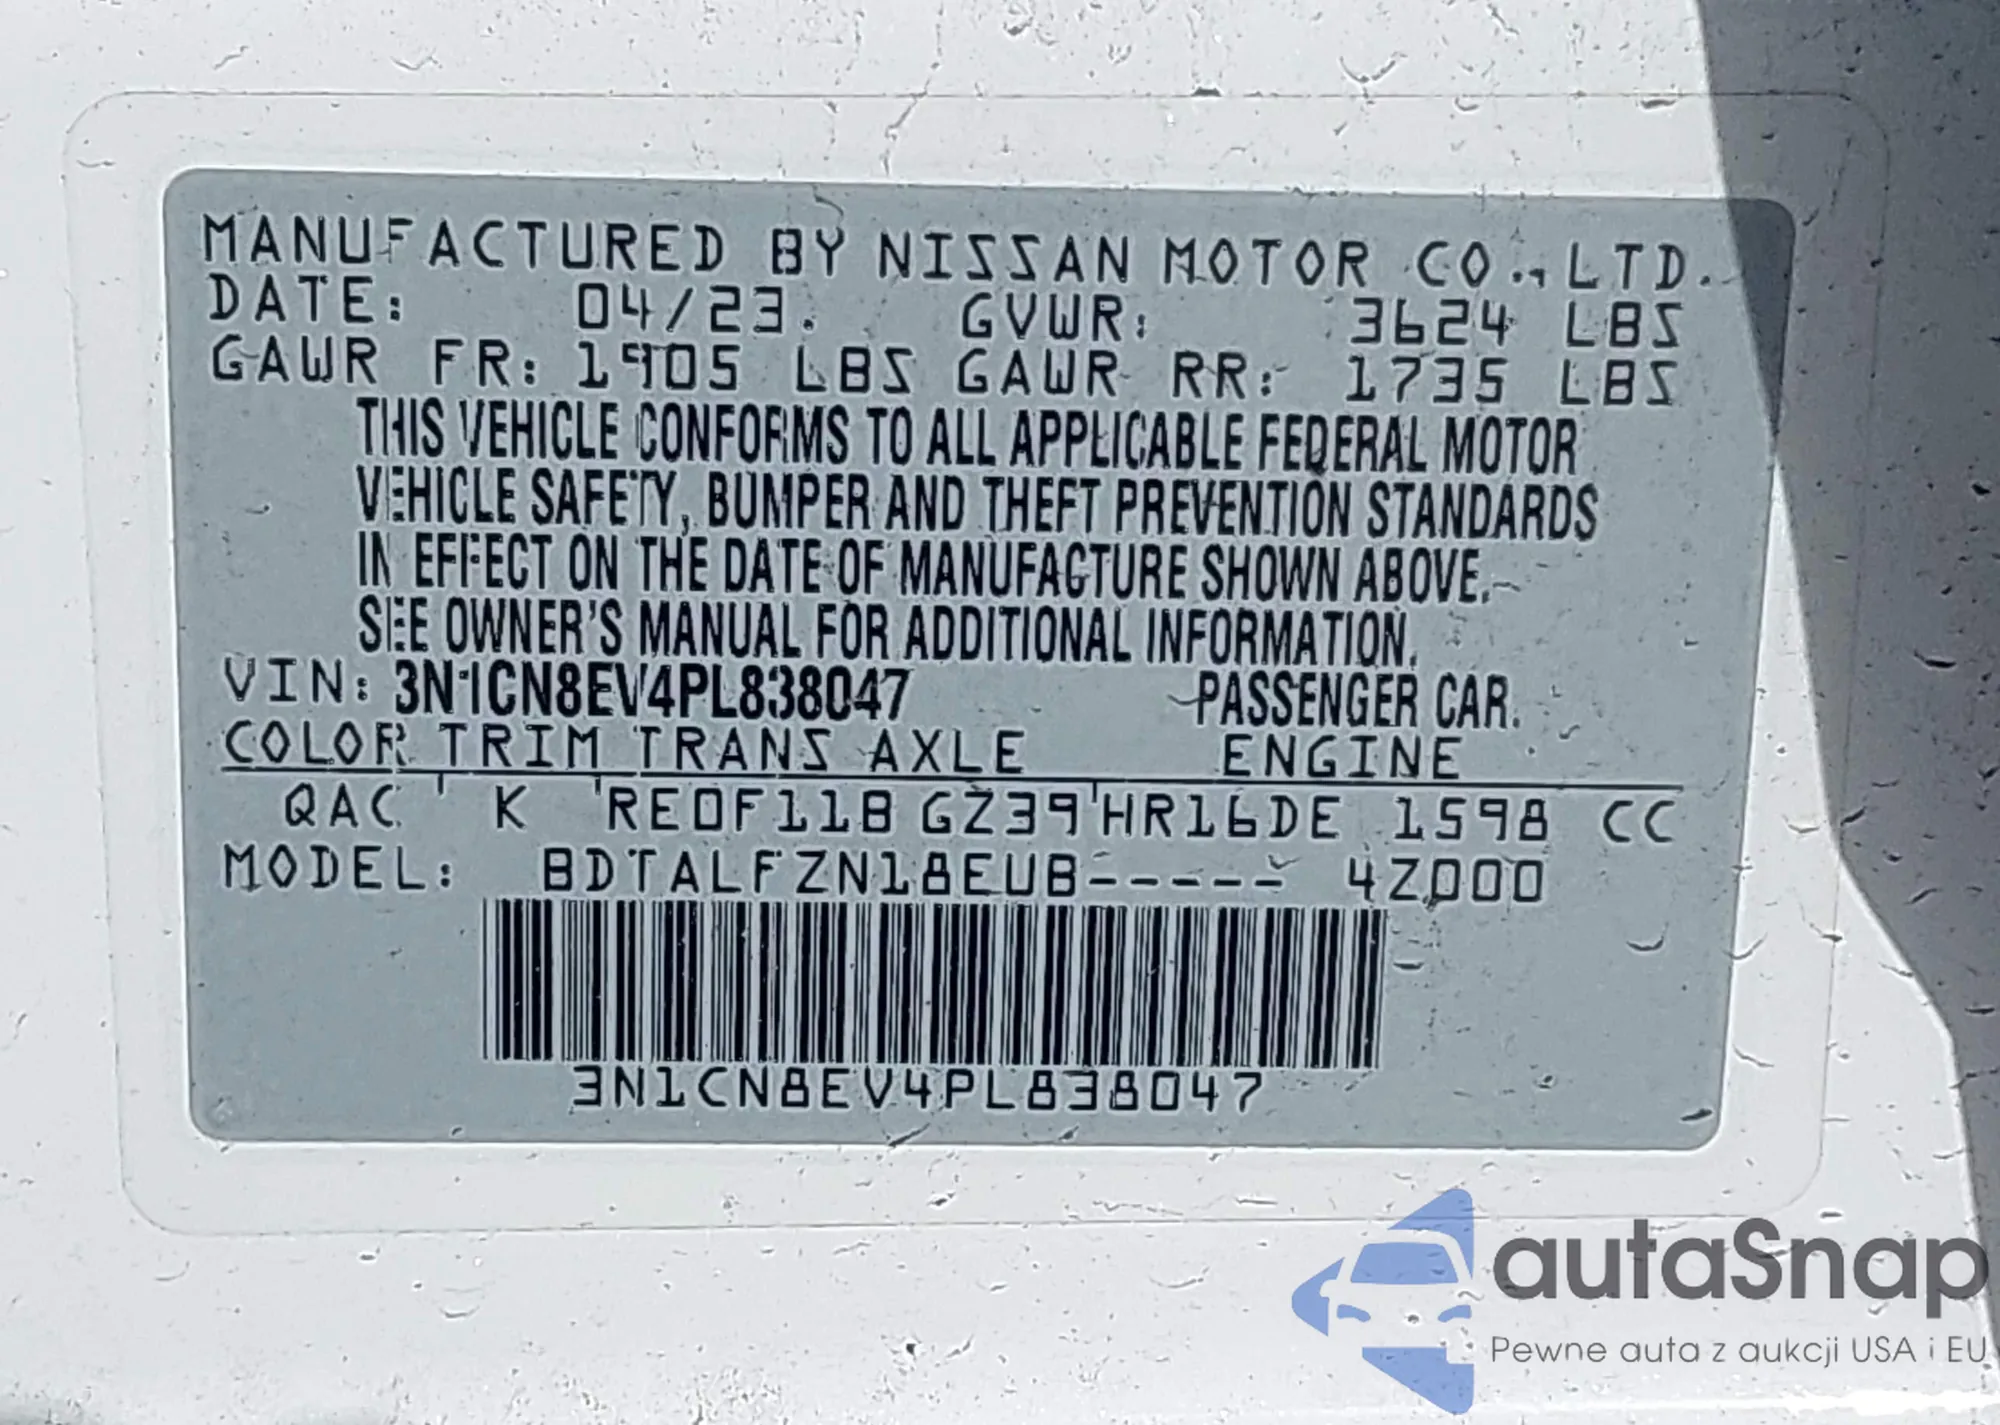 MANUFACTURED BY NISSAN MOTOR CO., LTD.
DATE: 04/23. GVWR: 3624 LBS
GAWR FR: 1905 LBS GAWR RR: 1735 LBS
THIS VEHICLE CONFORMS TO ALL APPLICABLE FEDERAL MOTOR
VEHICLE SAFETY, BUMPER AND THEFT PREVENTION STANDARDS
IN EFFECT ON THE DATE OF MANUFACTURE SHOWN ABOVE.
SEE OWNER'S MANUAL FOR ADDITIONAL INFORMATION.
VIN: 3N1CN8EV4PL838047 PASSENGER CAR.
COLOR TRIM TRANS AXLE ENGINE
QAC K RE0F11B GZ39 HR16DE 1598 CC
MODEL: BDTALFZN18EUB----- 4Z000
3N1CN8EV4PL838047
autaSnap
Pewne auta z aukcji USA i EU